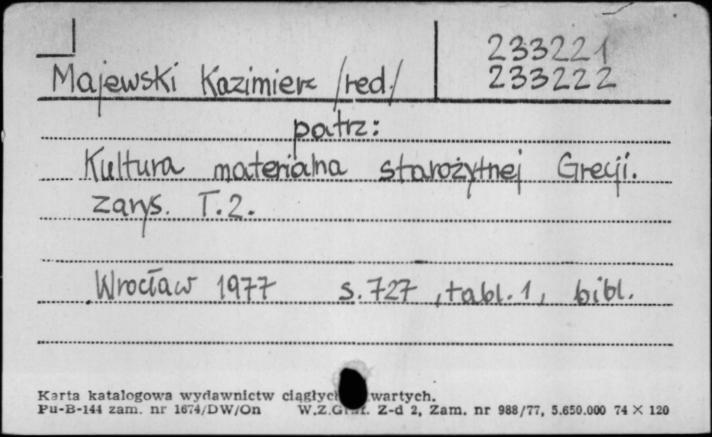 233221
Majewski Kazimierz /red./ 233222
patrz:
Kultura materialna starożytnej Grecji.
zarys. T.2.
Wrocław 1977 s.727, tabl.1, bibl.
Karta katalogowa wydawnictw
Pu-B-144 zam. nr 1674/DW/On Z-d 2, Zam. nr 988/77, 5.650.000 74 X 120